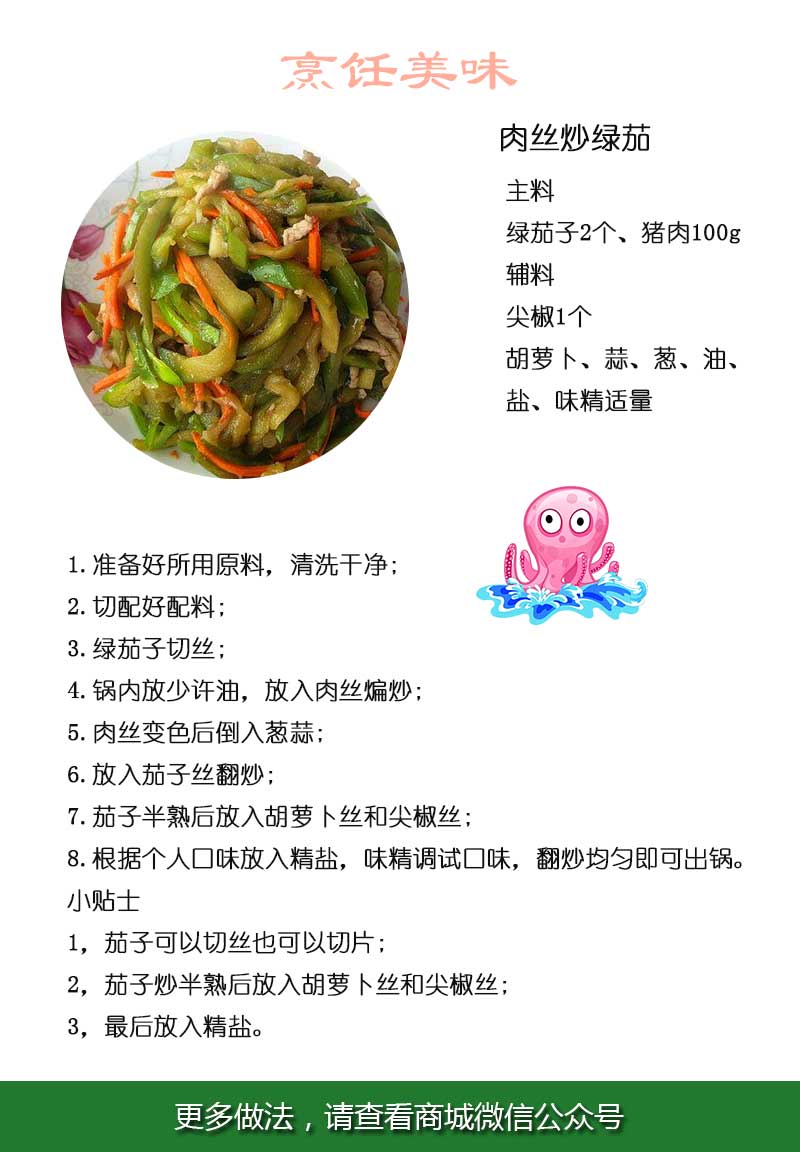 烹饪美味
肉丝炒绿茄
主料
绿茄子2个、猪肉100g
辅料
尖椒1个
胡萝卜、蒜、葱、油、
盐、味精适量
1.准备好所用原料，清洗干净；
2.切配好配料；
3.绿茄子切丝；
4.锅内放少许油，放入肉丝煸炒；
5.肉丝变色后倒入葱蒜；
6.放入茄子丝翻炒；
7.茄子半熟后放入胡萝卜丝和尖椒丝；
8.根据个人口味放入精盐，味精调试口味，翻炒均匀即可出锅。
小贴士
1，茄子可以切丝也可以切片；
2，茄子炒半熟后放入胡萝卜丝和尖椒丝；
3，最后放入精盐。
更多做法，请查看商城微信公众号